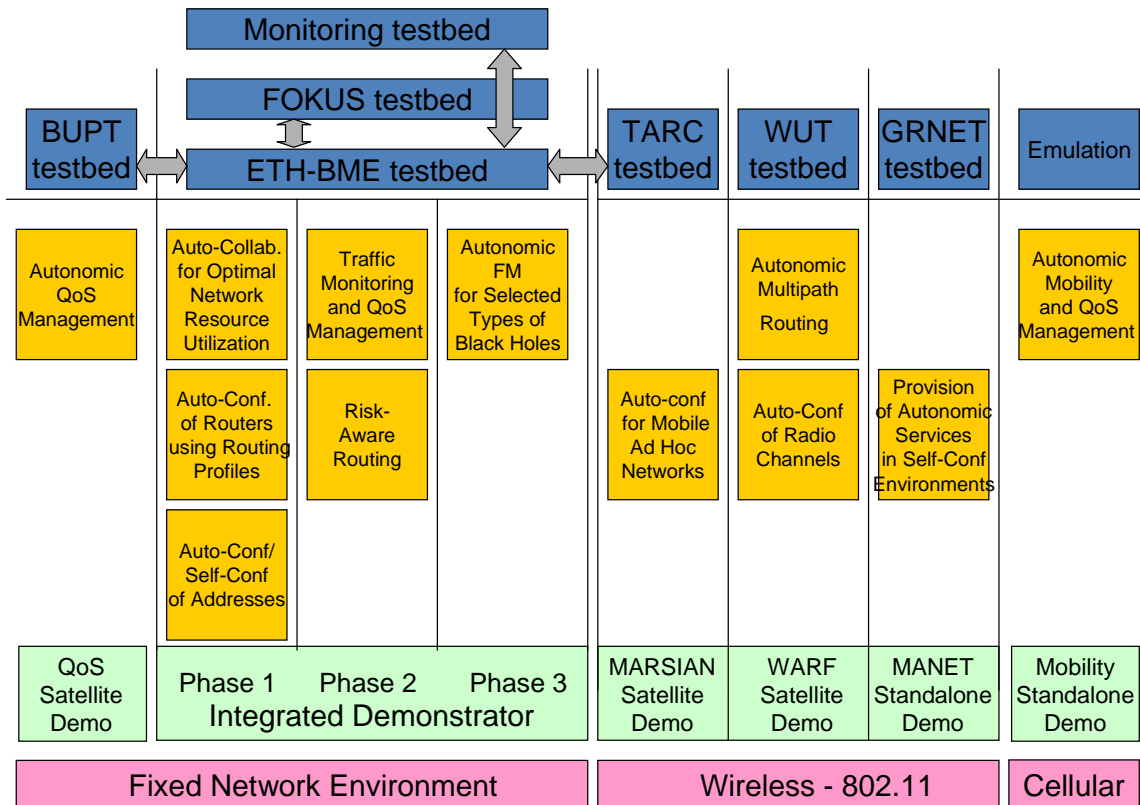 Monitoring testbed
FOKUS testbed
ETH-BME testbed
BUPT
testbed
TARC
testbed
WUT
testbed
GRNET
testbed
Emulation
Autonomic
QoS
Management
Auto-Collab.
for Optimal
Network
Resource
Utilization
Traffic
Monitoring
and QoS
Management
Autonomic
FM
for Selected
Types of
Black Holes
Autonomic
Multipath
Routing
Autonomic
Mobility
and QoS
Management
Auto-Conf.
of Routers
using Routing
Profiles
Risk-
Aware
Routing
Auto-conf
for Mobile
Ad Hoc
Networks
Auto-Conf
of Radio
Channels
Provision
of Autonomic
Services
in Self-Conf
Environments
Auto-Conf/
Self-Conf
of Addresses
QoS
Satellite
Demo
Phase 1
Phase 2
Phase 3
Integrated Demonstrator
MARSIAN
Satellite
Demo
WARF
Satellite
Demo
MANET
Standalone
Demo
Mobility
Standalone
Demo
Fixed Network Environment
Wireless - 802.11
Cellular